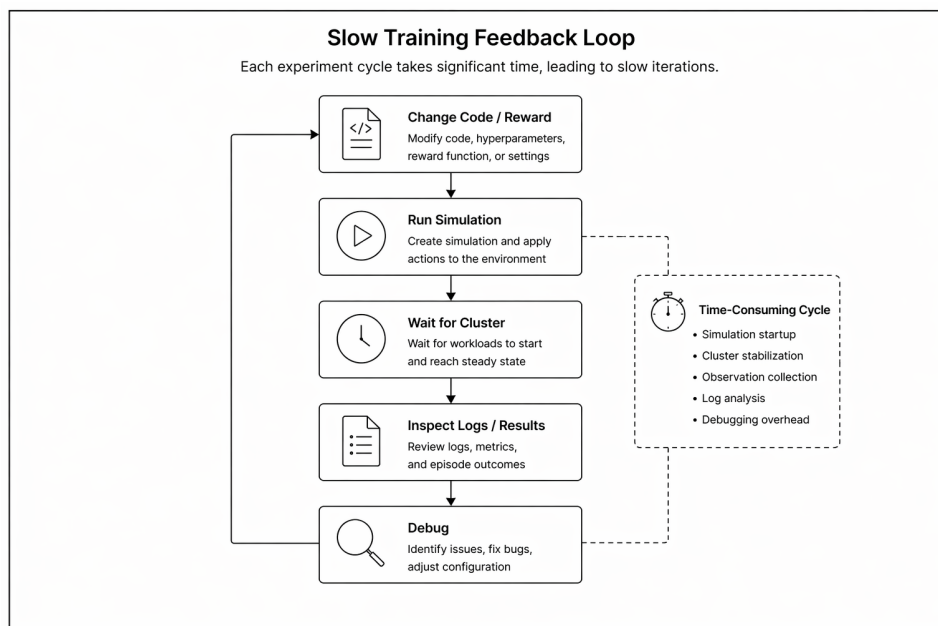 Slow Training Feedback Loop
Each experiment cycle takes significant time, leading to slow iterations.
</>
Change Code / Reward
Modify code, hyperparameters,
reward function, or settings
Run Simulation
Create simulation and apply
actions to the environment
Wait for Cluster
Wait for workloads to start
and reach steady state
Inspect Logs / Results
Review logs, metrics,
and episode outcomes
Debug
Identify issues, fix bugs,
adjust configuration
Time-Consuming Cycle
• Simulation startup
• Cluster stabilization
• Observation collection
• Log analysis
• Debugging overhead